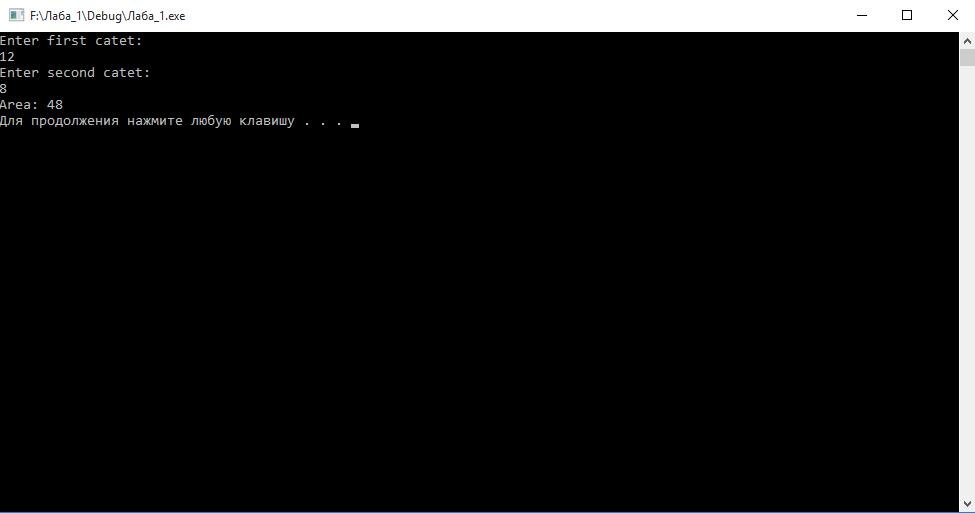 F:\Лаба_1\Debug\Лаба_1.exe
Enter first catet:
12
Enter second catet:
8
Area: 48
Для продолжения нажмите любую клавишу . . .